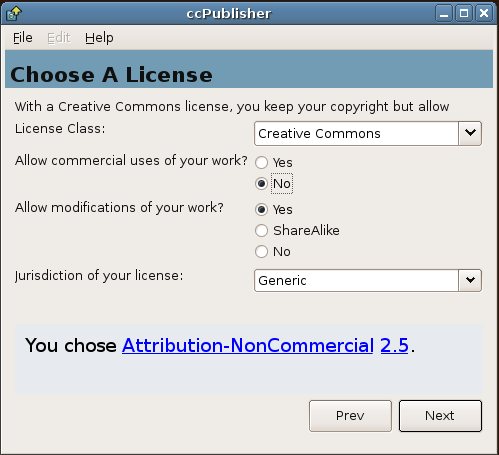 ccPublisher
File Edit Help
Choose A License
With a Creative Commons license, you keep your copyright but allow
License Class: Creative Commons
Allow commercial uses of your work? Yes
No
Allow modifications of your work? Yes
ShareAlike
No
Jurisdiction of your license: Generic
You chose Attribution-NonCommercial 2.5.
Prev Next